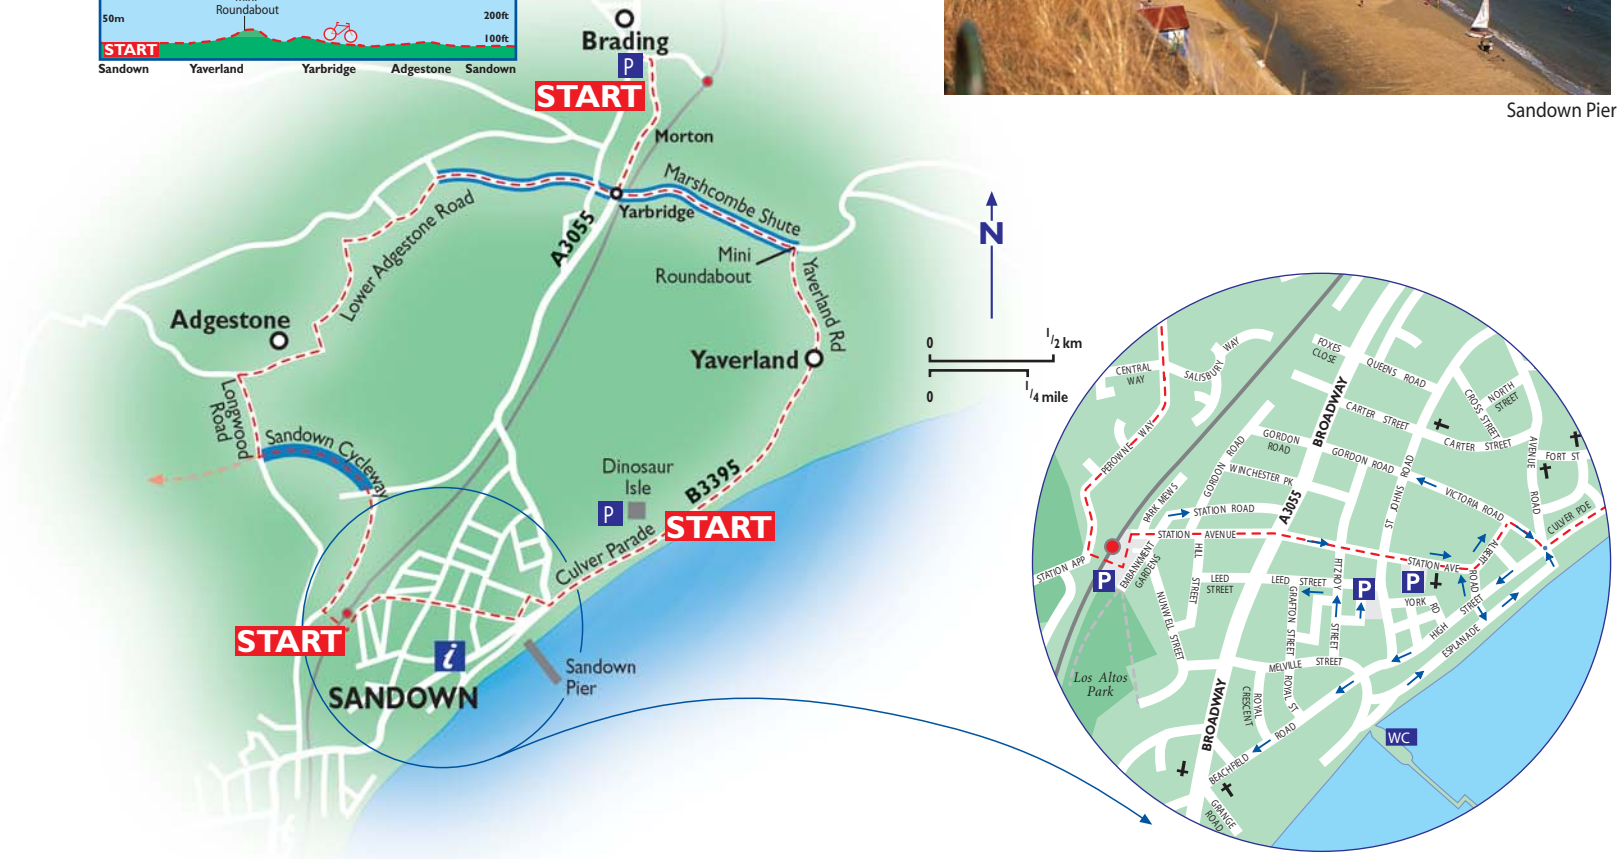 Roundabout
50m
200ft
100ft
START
Sandown
Yaverland
Yarbridge
Adgestone
Sandown
Brading
P
START
Sandown Pier
Morton
Marshcombe Shute
Yarbridge
A3055
Mini
Roundabout
Lower Adgestone Road
Yaverland Rd
N
Adgestone
Yaverland
0
1/2 km
0
1/4 mile
Longwood
Road
Sandown Cycleway
Dinosaur
Isle
P
B3395
START
Culver Parade
START
i
SANDOWN
Sandown
Pier
CENTRAL
WAY
SALISBURY WAY
FOXES
CLOSE
QUEENS ROAD
BROADWAY
CARTER STREET
CROSS STREET
NORTH
STREET
CARTER STREET
PEROWNE WAY
GORDON ROAD
GORDON
ROAD
GORDON ROAD
WINCHESTER PK
AVENUE ROAD
FORT ST
PARK MEWS
STATION ROAD
A3055
ST JOHNS ROAD
VICTORIA ROAD
CULVER PDE
STATION AVENUE
STATION APP
P
EMBANKMENT
GARDENS
HILL STREET
LEED
STREET
LEED STREET
FITZROY STREET
P
P
STATION AVE
ALBERT ROAD
YORK RD
NUNWELL STREET
GRAFTON STREET
HIGH STREET
ESPLANADE
MELVILLE STREET
Los Altos
Park
BROADWAY
ROYAL
CRESCENT
ROYAL ST
BEACHFIELD ROAD
WC
GRANGE
ROAD